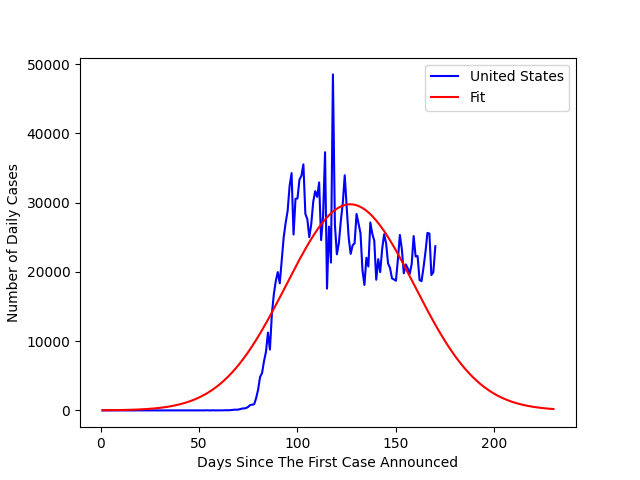 United States
Fit
50000
40000
30000
20000
10000
0
Number of Daily Cases
0 50 100 150 200
Days Since The First Case Announced